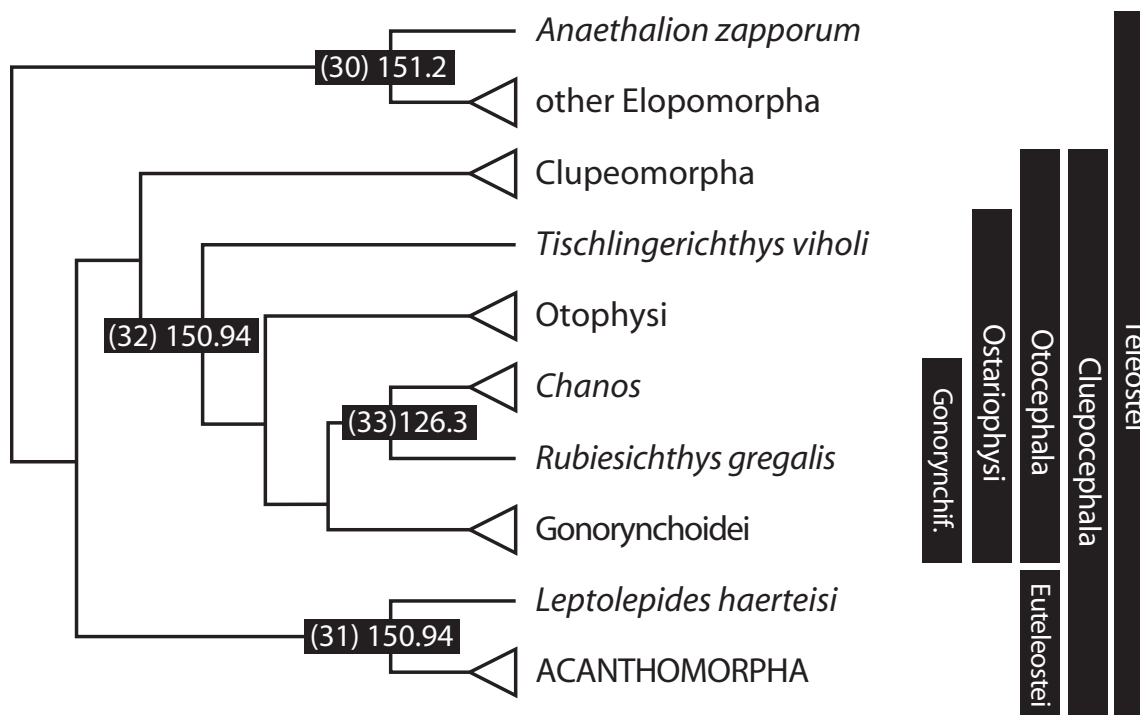 Anaethalion zapporum
(30) 151.2
other Elopomorpha
Clupeomorpha
Tischlingerichthys viholi
(32) 150.94
Otophysi
Chanos
(33)126.3
Rubiesichthys gregalis
Gonorynchoidei
Leptolepides haerteisi
(31) 150.94
ACANTHOMORPHA
Gonorynchif.
Ostariophysi
Otocephala
Euteleostei
Cluepocephala
Teleostei